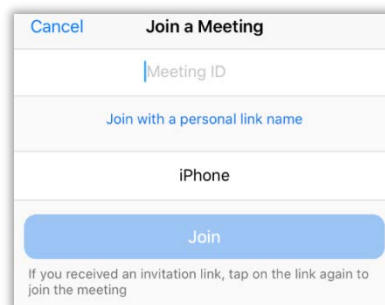 Cancel Join a Meeting
Meeting ID
Join with a personal link name
iPhone
Join
If you received an invitation link, tap on the link again to
join the meeting